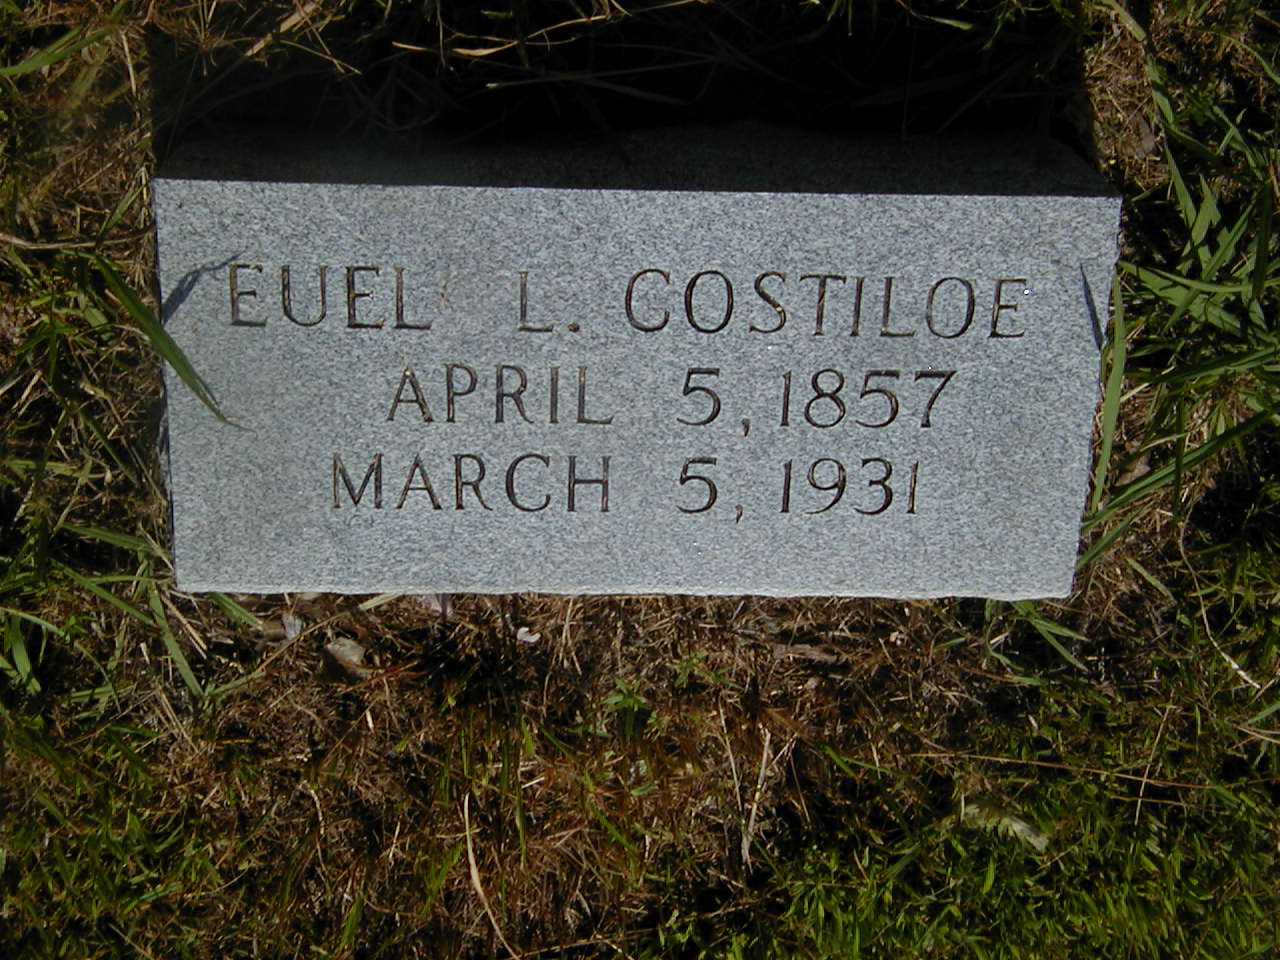 EUEL L. COSTILOE
APRIL 5, 1857
MARCH 5, 1931